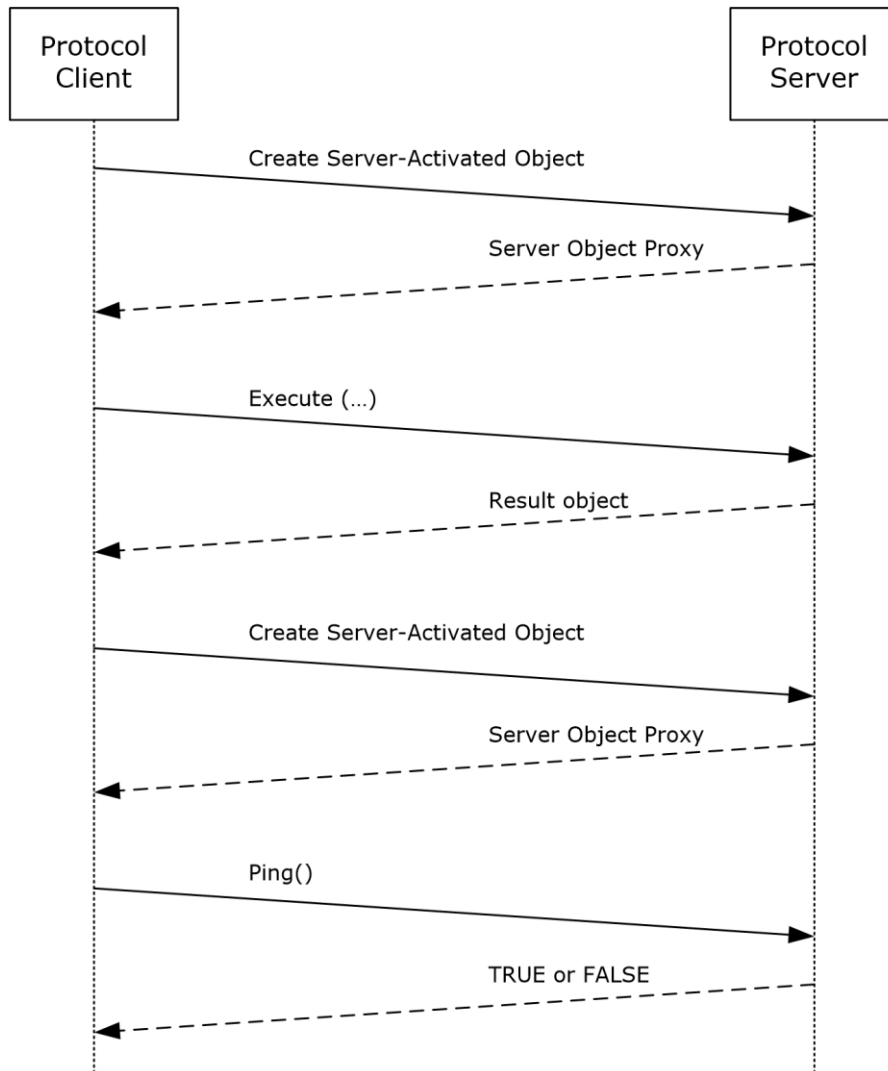 Protocol
Client
Protocol
Server
Create Server-Activated Object
Server Object Proxy
Execute (…)
Result object
Create Server-Activated Object
Server Object Proxy
Ping()
TRUE or FALSE